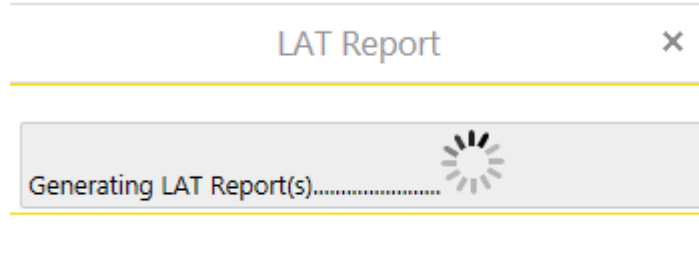 LAT Report ×
Generating LAT Report(s).......................